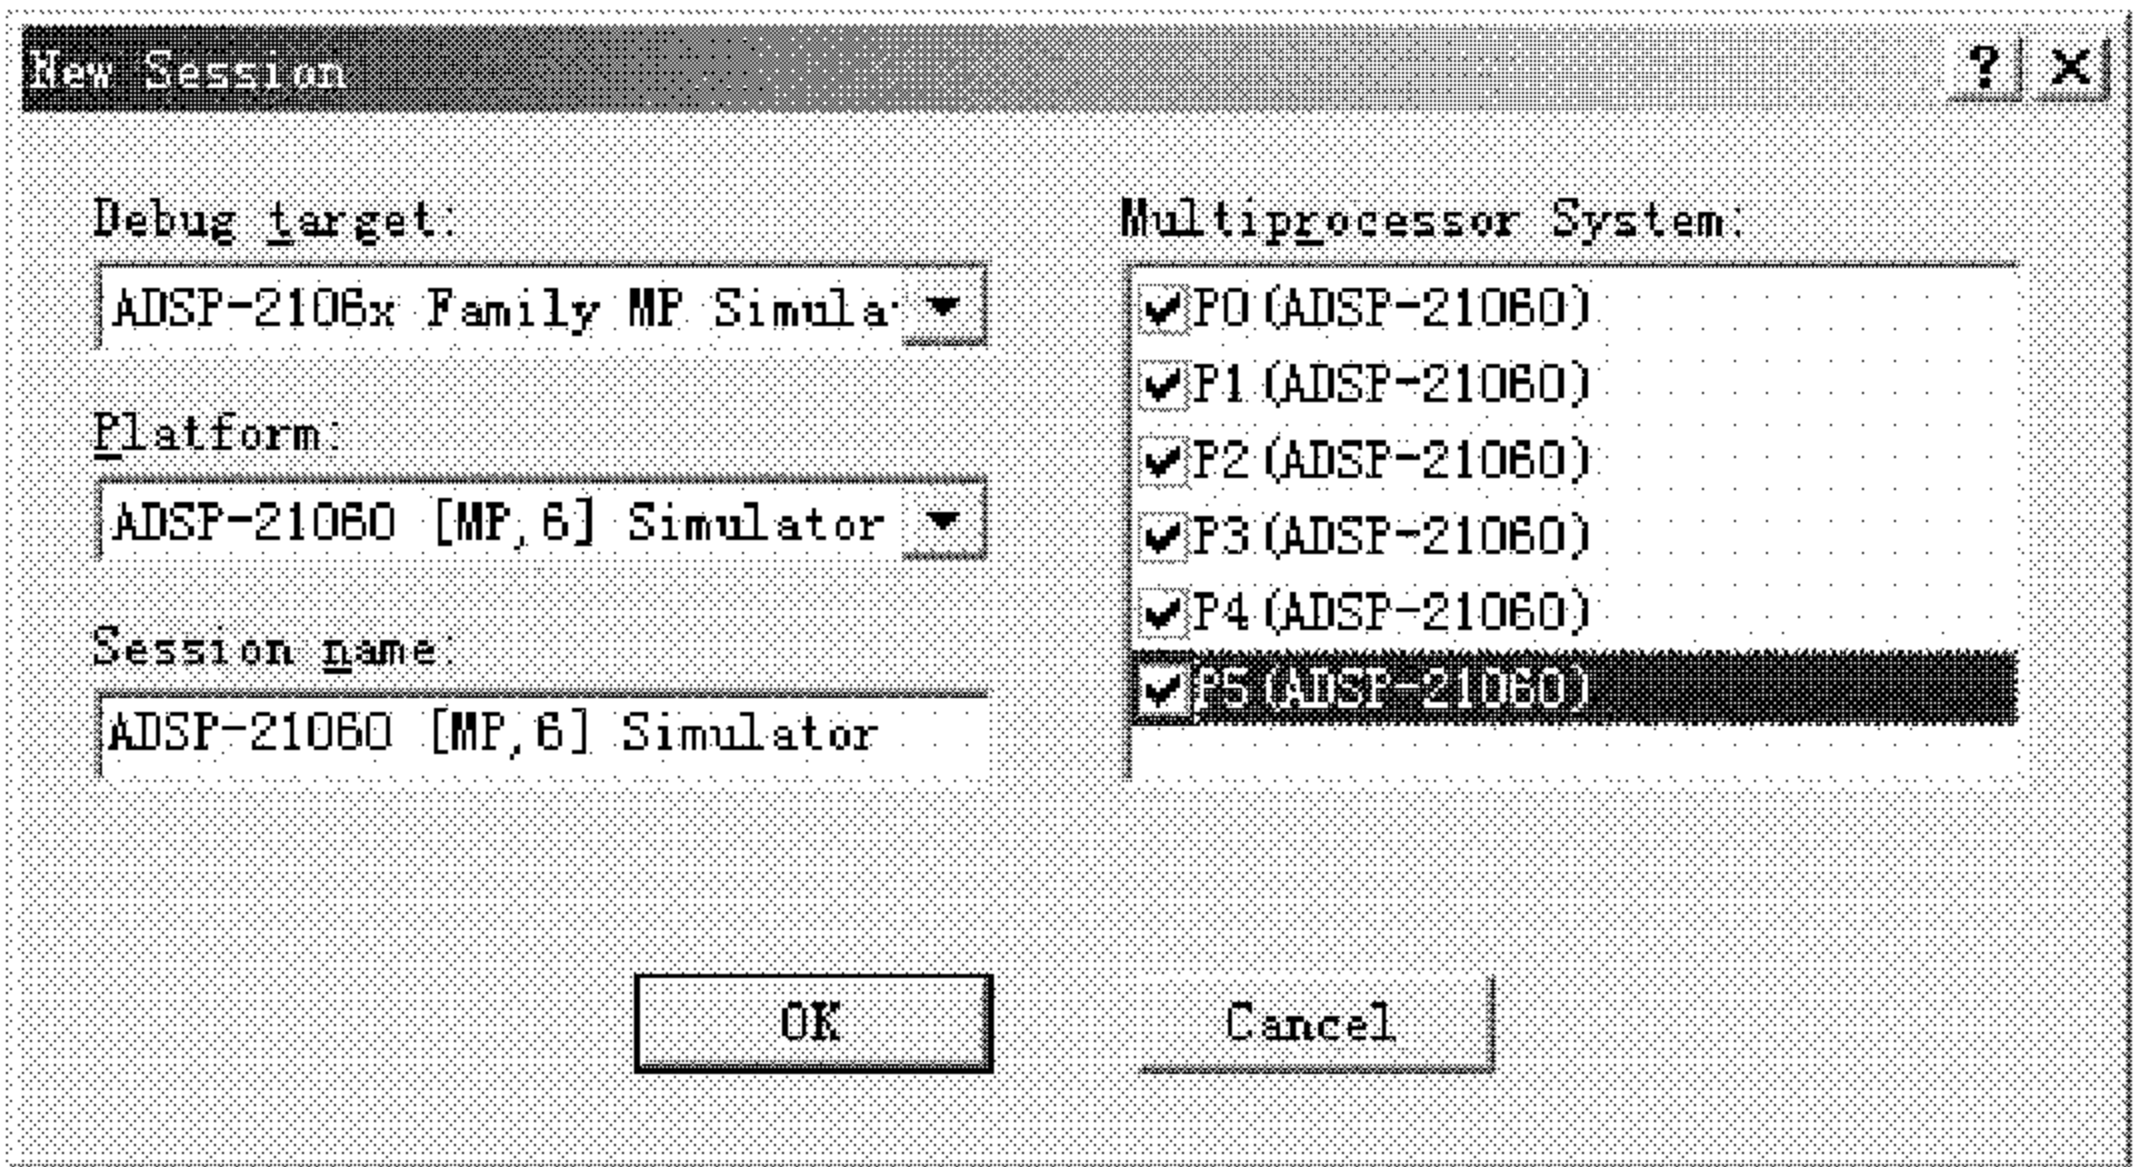 New Session
? ×
Debug target:
ADSP-2106x Family MP Simula
Platform:
ADSP-21060 [MP,6] Simulator
Session name:
ADSP-21060 [MP,6] Simulator
Multiprocessor System:
P0(ADSP-21060)
P1(ADSP-21060)
P2(ADSP-21060)
P3(ADSP-21060)
P4(ADSP-21060)
P5(ADSP-21060)
OK
Cancel